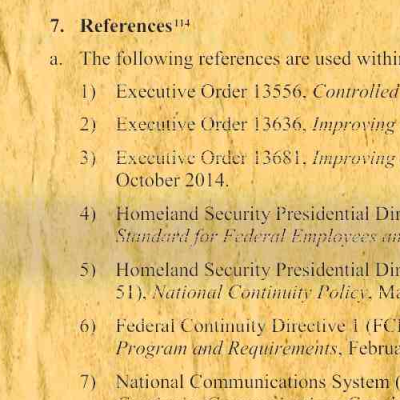 7. References¹¹⁴
a. The following references are used within
1) Executive Order 13556, Controlled
2) Executive Order 13636, Improving
3) Executive Order 13681, Improving
October 2014.
4) Homeland Security Presidential Dir
Standard for Federal Employees an
5) Homeland Security Presidential Dir
51), National Continuity Policy, Ma
6) Federal Continuity Directive 1 (FC
Program and Requirements, Februa
7) National Communications System (